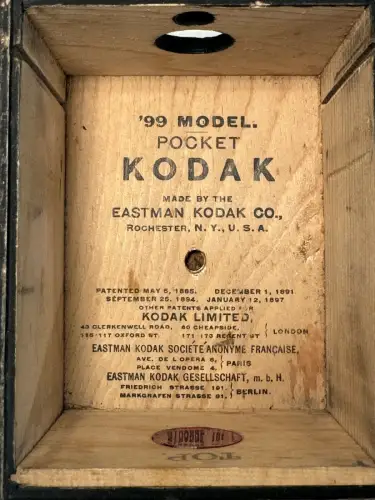 '99 MODEL.
POCKET
KODAK
MADE BY THE
EASTMAN KODAK CO.,
ROCHESTER, N. Y., U. S. A.
PATENTED MAY 5, 1885. DECEMBER 1, 1891
SEPTEMBER 25, 1894, JANUARY 12, 1897
OTHER PATENTS APPLIED FOR
KODAK LIMITED,
43 CLERKENWELL ROAD, 60 CHEAPSIDE,
115-117 OXFORD ST. 171-173 REGENT ST
LONDON
EASTMAN KODAK SOCIETE ANONYME FRANÇAISE,
AVE. DE L'OPÉRA 5,
PLACE VENDOME 4,
PARIS
EASTMAN KODAK GESELLSCHAFT, m. b. H.
FRIEDRICH STRASSE 191,
MARKGRAFEN STRASSE 91,
BERLIN.
TOP